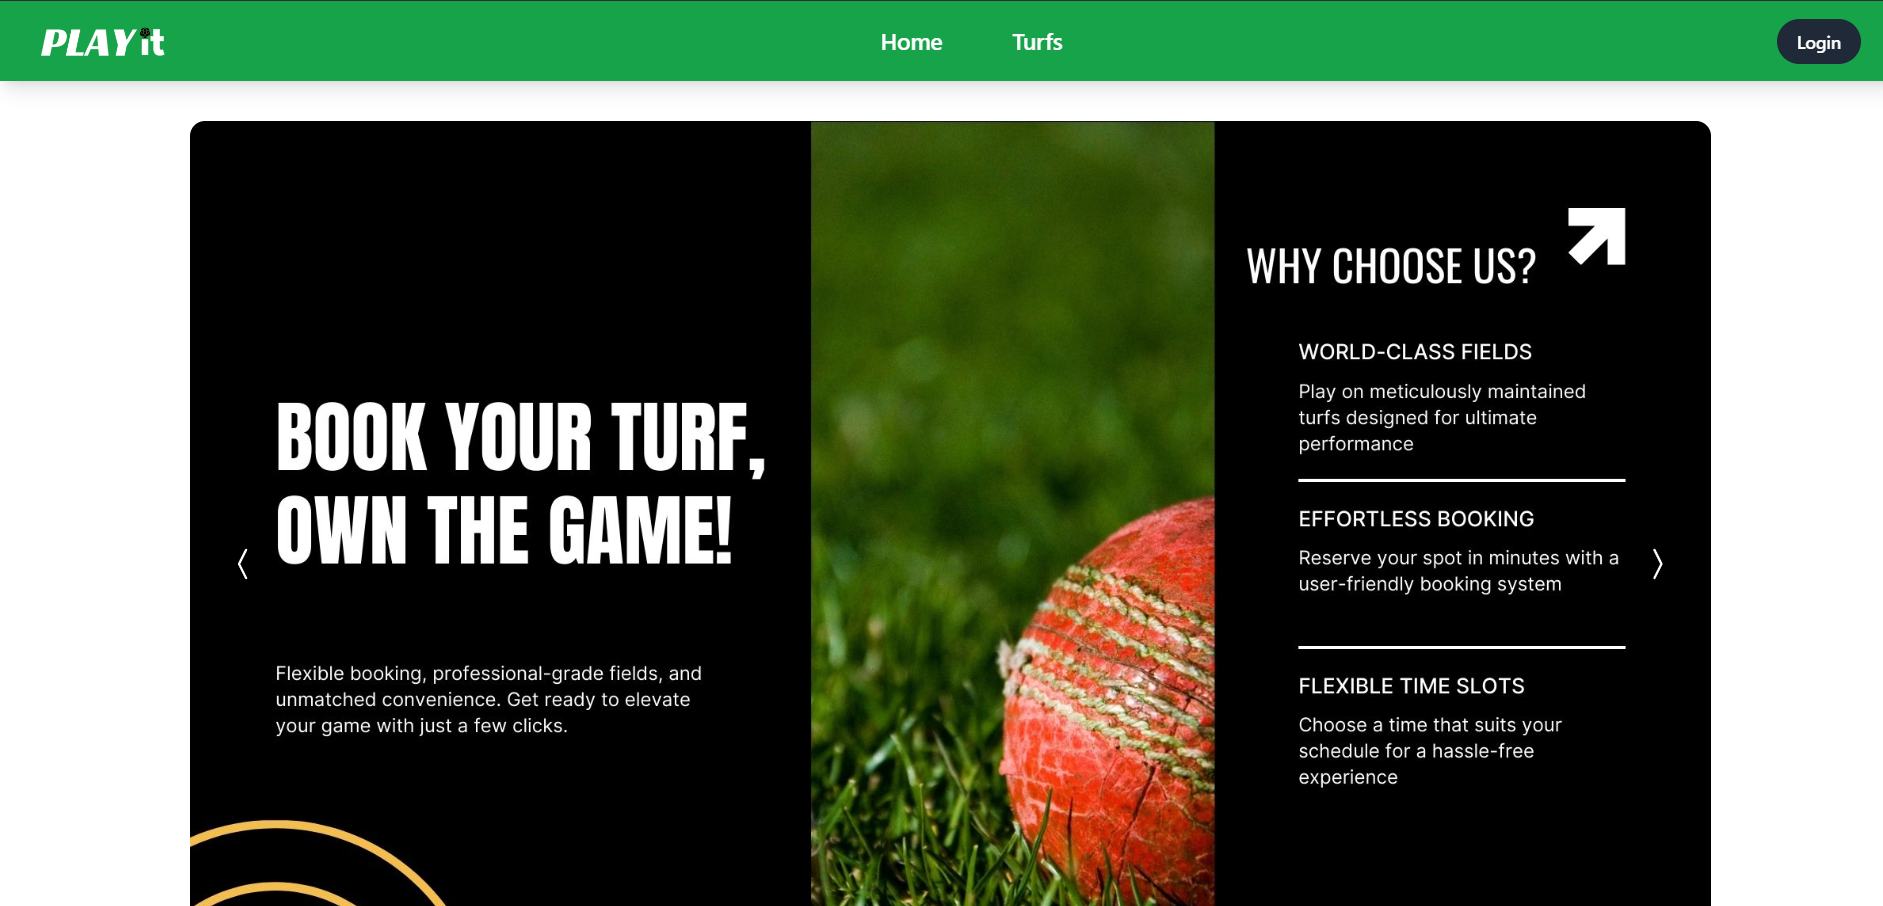 PLAYit
Home
Turfs
Login
BOOK YOUR TURF,
OWN THE GAME!
Flexible booking, professional-grade fields, and
unmatched convenience. Get ready to elevate
your game with just a few clicks.
WHY CHOOSE US?
WORLD-CLASS FIELDS
Play on meticulously maintained
turfs designed for ultimate
performance
EFFORTLESS BOOKING
Reserve your spot in minutes with a
user-friendly booking system
FLEXIBLE TIME SLOTS
Choose a time that suits your
schedule for a hassle-free
experience